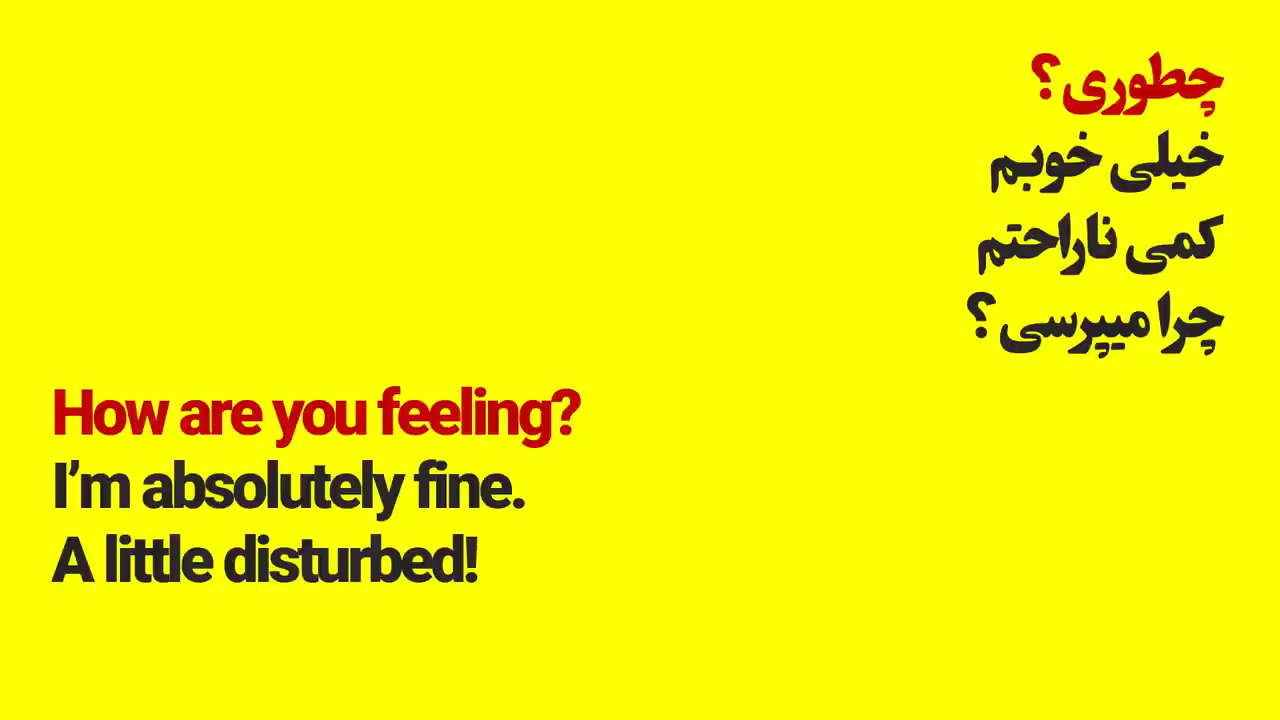 چطوری؟
خیلی خوبم
کمی ناراحتم
چرا میپرسی؟
How are you feeling?
I’m absolutely fine.
A little disturbed!